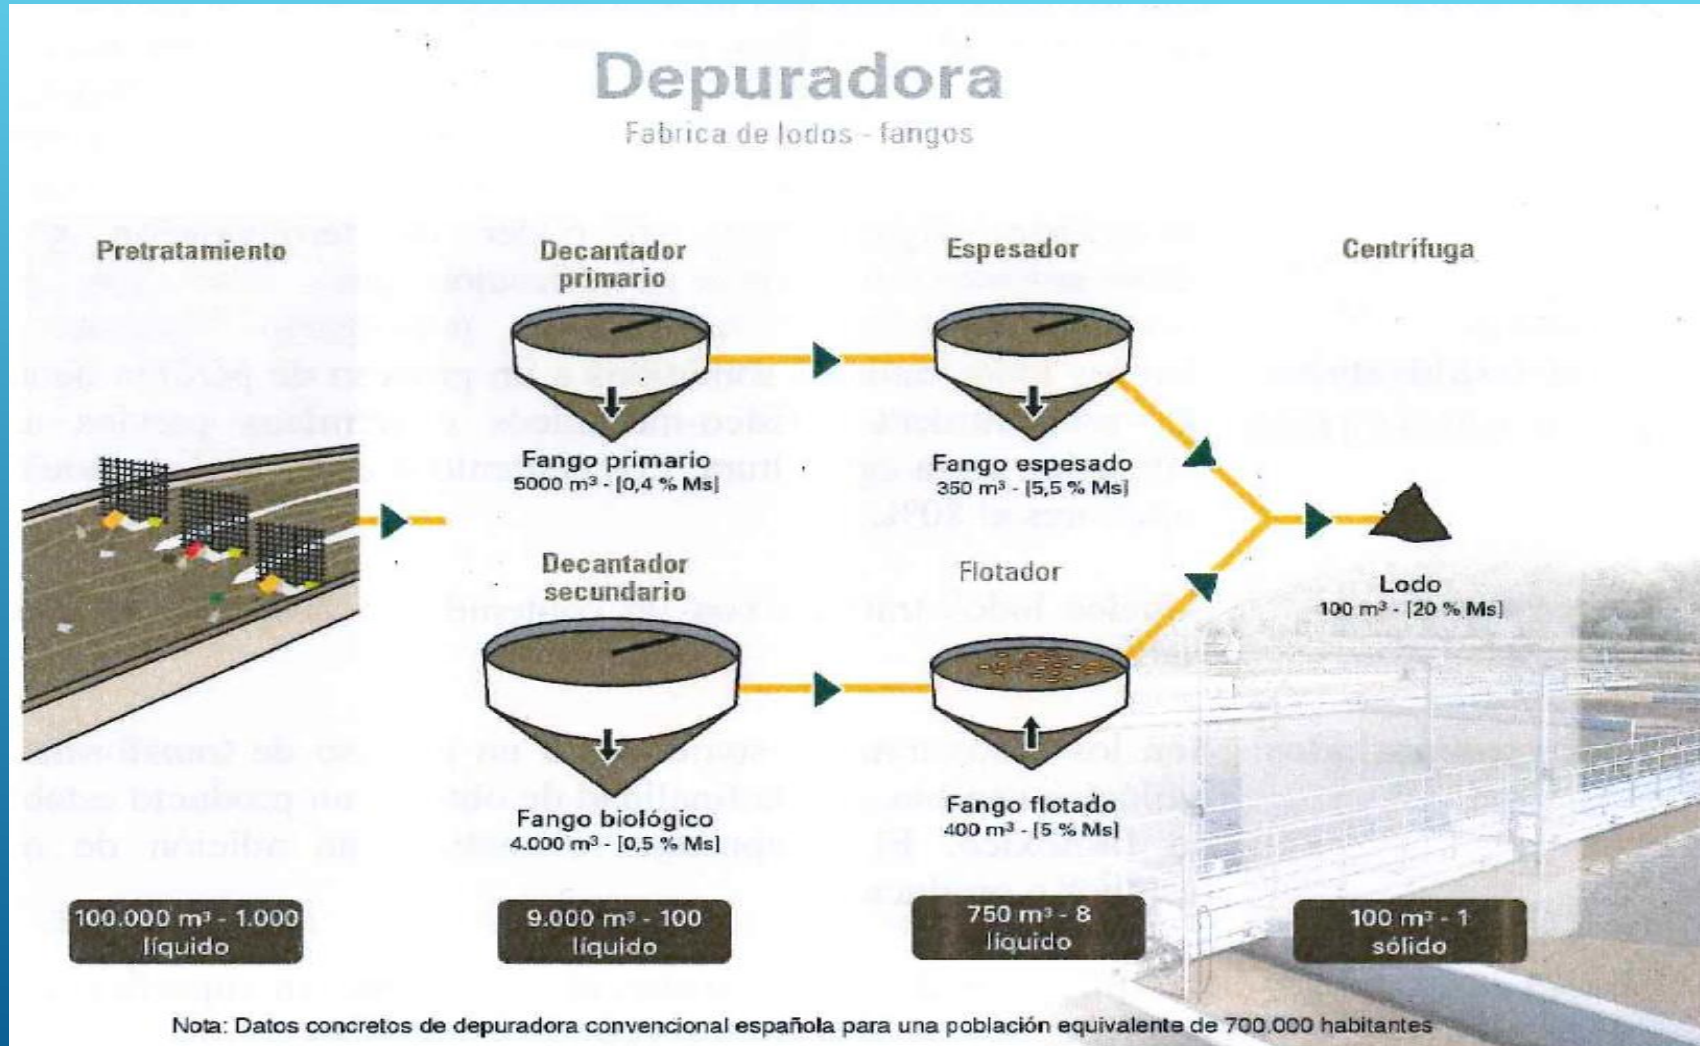 Depuradora
Fabrica de lodos - fangos
Pretratamiento
Decantador
primario
Espesador
Centrífuga
Fango primario
5000 m³ - [0,4 % Ms]
Fango espesado
350 m³ - [5,5 % Ms]
Decantador
secundario
Flotador
Lodo
100 m³ - [20 % Ms]
Fango biológico
4.000 m³ - [0,5 % Ms]
Fango flotado
400 m³ - [5 % Ms]
100.000 m³ - 1.000
líquido
9.000 m³ - 100
líquido
750 m³ - 8
líquido
100 m³ - 1
sólido
Nota: Datos concretos de depuradora convencional española para una población equivalente de 700.000 habitantes